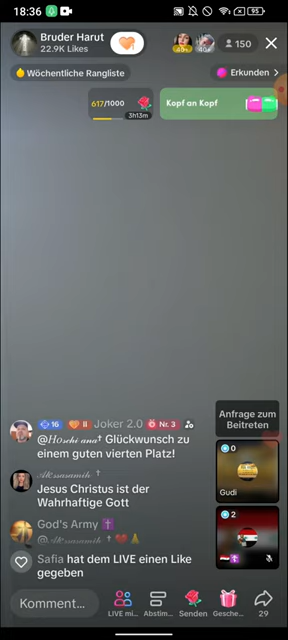 18:36
95
Bruder Harut
22.9K Likes
150
Wöchentliche Rangliste
Erkunden
617/1000
3h13m
Kopf an Kopf
16 II Joker 2.0 Nr. 3
@𝐻𝑜𝓈𝒸𝒽𝒾 𝒶𝓃𝒶† Glückwunsch zu
einem guten vierten Platz!
Jesus Christus ist der
Wahrhaftige Gott
God's Army ✝️
Safia hat dem LIVE einen Like
gegeben
Anfrage zum
Beitreten
0
Gudi
2
Komment...
LIVE mi...
Abstim...
Senden
Gesche...
29